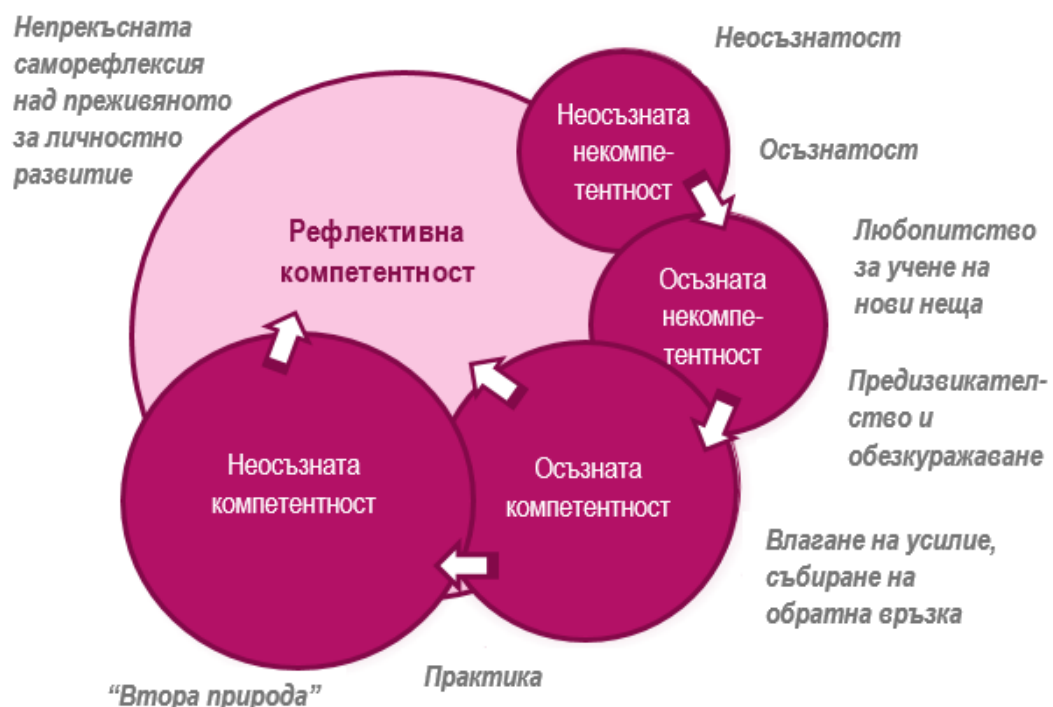 Непрекъсната
саморефлексия
над преживяното
за личностно
развитие
Неосъзнатост
Неосъзната
некомпе-
тентност
Осъзнатост
Рефлективна
компетентност
Любопитство
за учене на
нови неща
Осъзната
некомпе-
тентност
Предизвикател-
ство и
обезкуражаване
Неосъзната
компетентност
Осъзната
компетентност
Влагане на усилие,
събиране на
обратна връзка
Практика
“Втора природа”